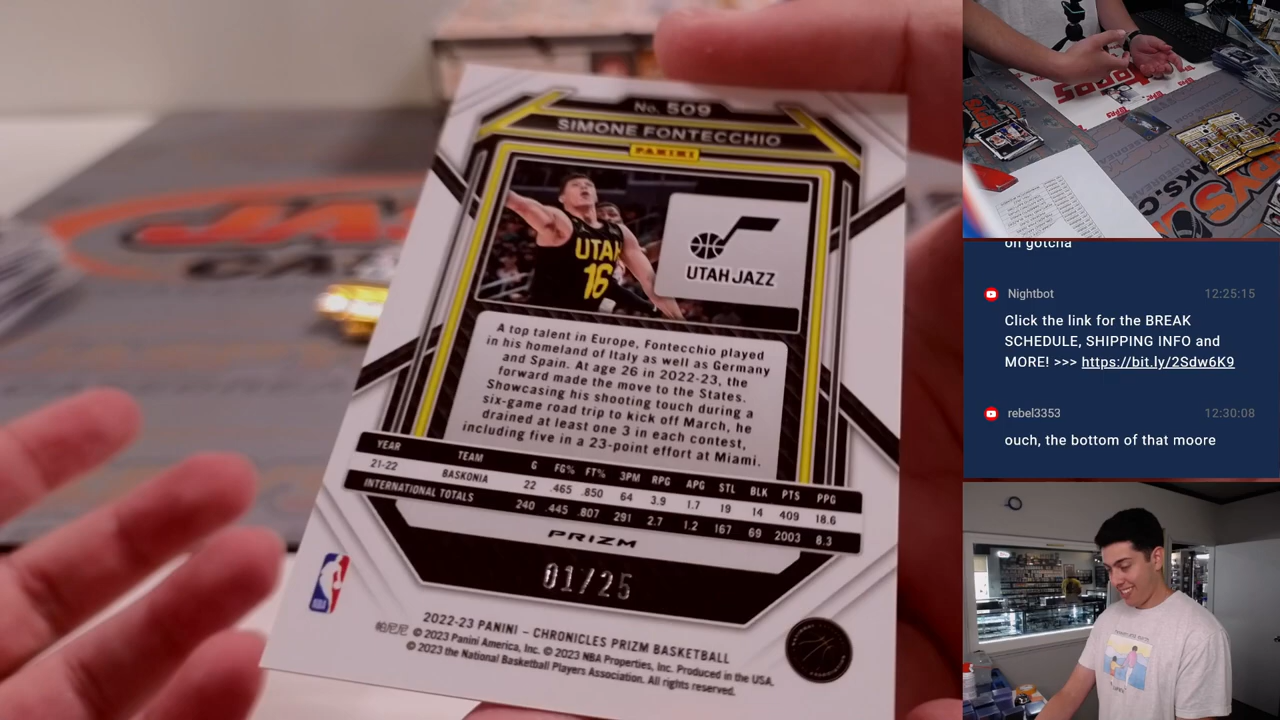 No. 509
SIMONE FONTECCHIO
PANINI
UTAH
16
UTAH JAZZ
A top talent in Europe, Fontecchio played
in his homeland of Italy as well as Germany
and Spain. At age 26 in 2022-23, the
forward made the move to the States.
Showcasing his shooting touch during a
six-game road trip to kick off March, he
drained at least one 3 in each contest,
including five in a 23-point effort at Miami.
YEAR TEAM G FG% FT% 3PM RPG APG STL BLK PTS PPG
21-22 BASKONIA 22 .465 .850 64 3.9 1.7 19 14 409 18.6
INTERNATIONAL TOTALS 240 .445 .807 291 2.7 1.2 167 69 2003 8.3
PRIZM
01/25
NBA
2022-23 PANINI – CHRONICLES PRIZM BASKETBALL
帕尼尼 © 2023 Panini America, Inc. © 2023 NBA Properties, Inc. Produced in the USA.
© 2023 the National Basketball Players Association. All rights reserved.
on gotcha
Nightbot 12:25:15
Click the link for the BREAK
SCHEDULE, SHIPPING INFO and
MORE! >>> https://bit.ly/2Sdw6K9
rebel3353 12:30:08
ouch, the bottom of that moore